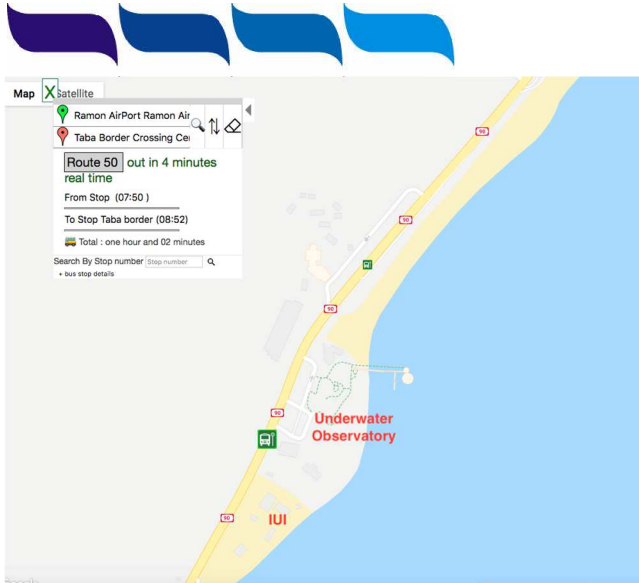 Map
X
Satellite
Ramon AirPort Ramon Air
Taba Border Crossing Ce
Route 50 out in 4 minutes
real time
From Stop (07:50 )
To Stop Taba border (08:52)
Total : one hour and 02 minutes
Search By Stop number Stop number
+ bus stop details
90
90
90
90
Underwater
Observatory
90
IUI